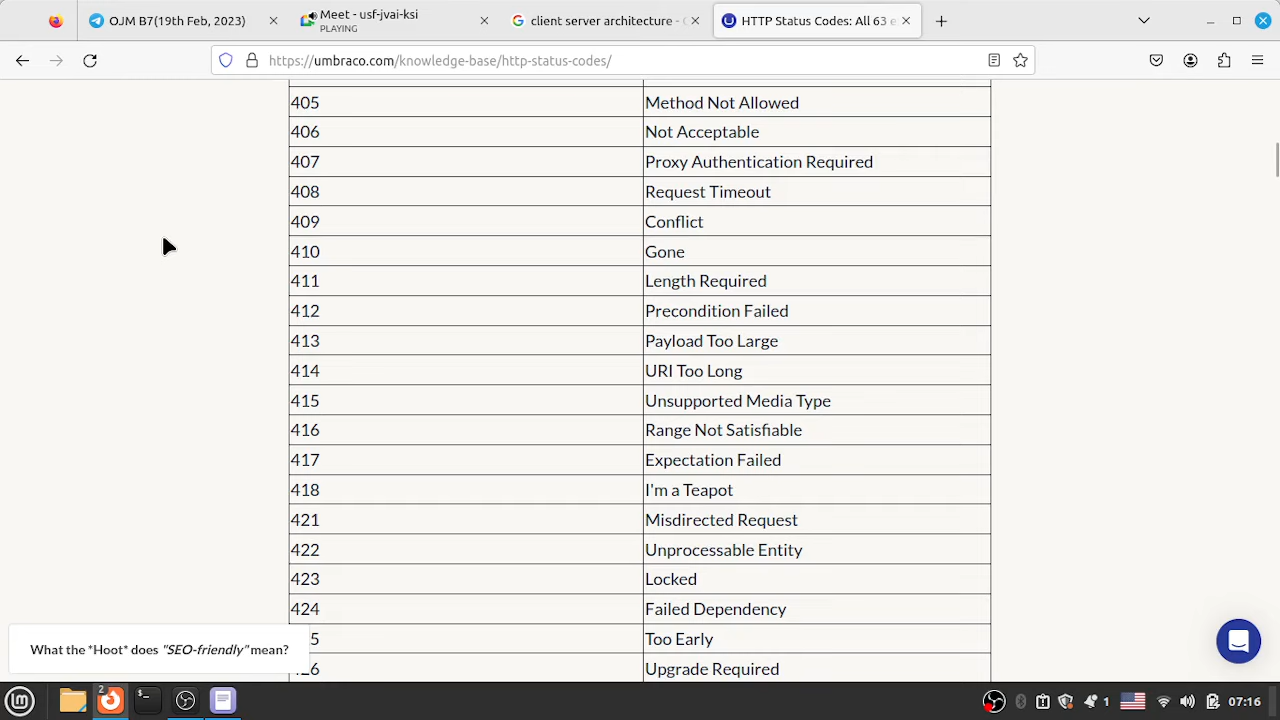 OJM B7(19th Feb, 2023)
Meet - usf-jvai-ksi
PLAYING
client server architecture -
HTTP Status Codes: All 63 e
https://umbraco.com/knowledge-base/http-status-codes/
405 Method Not Allowed
406 Not Acceptable
407 Proxy Authentication Required
408 Request Timeout
409 Conflict
410 Gone
411 Length Required
412 Precondition Failed
413 Payload Too Large
414 URI Too Long
415 Unsupported Media Type
416 Range Not Satisfiable
417 Expectation Failed
418 I'm a Teapot
421 Misdirected Request
422 Unprocessable Entity
423 Locked
424 Failed Dependency
5 Too Early
26 Upgrade Required
What the *Hoot* does "SEO-friendly" mean?
2
1
07:16